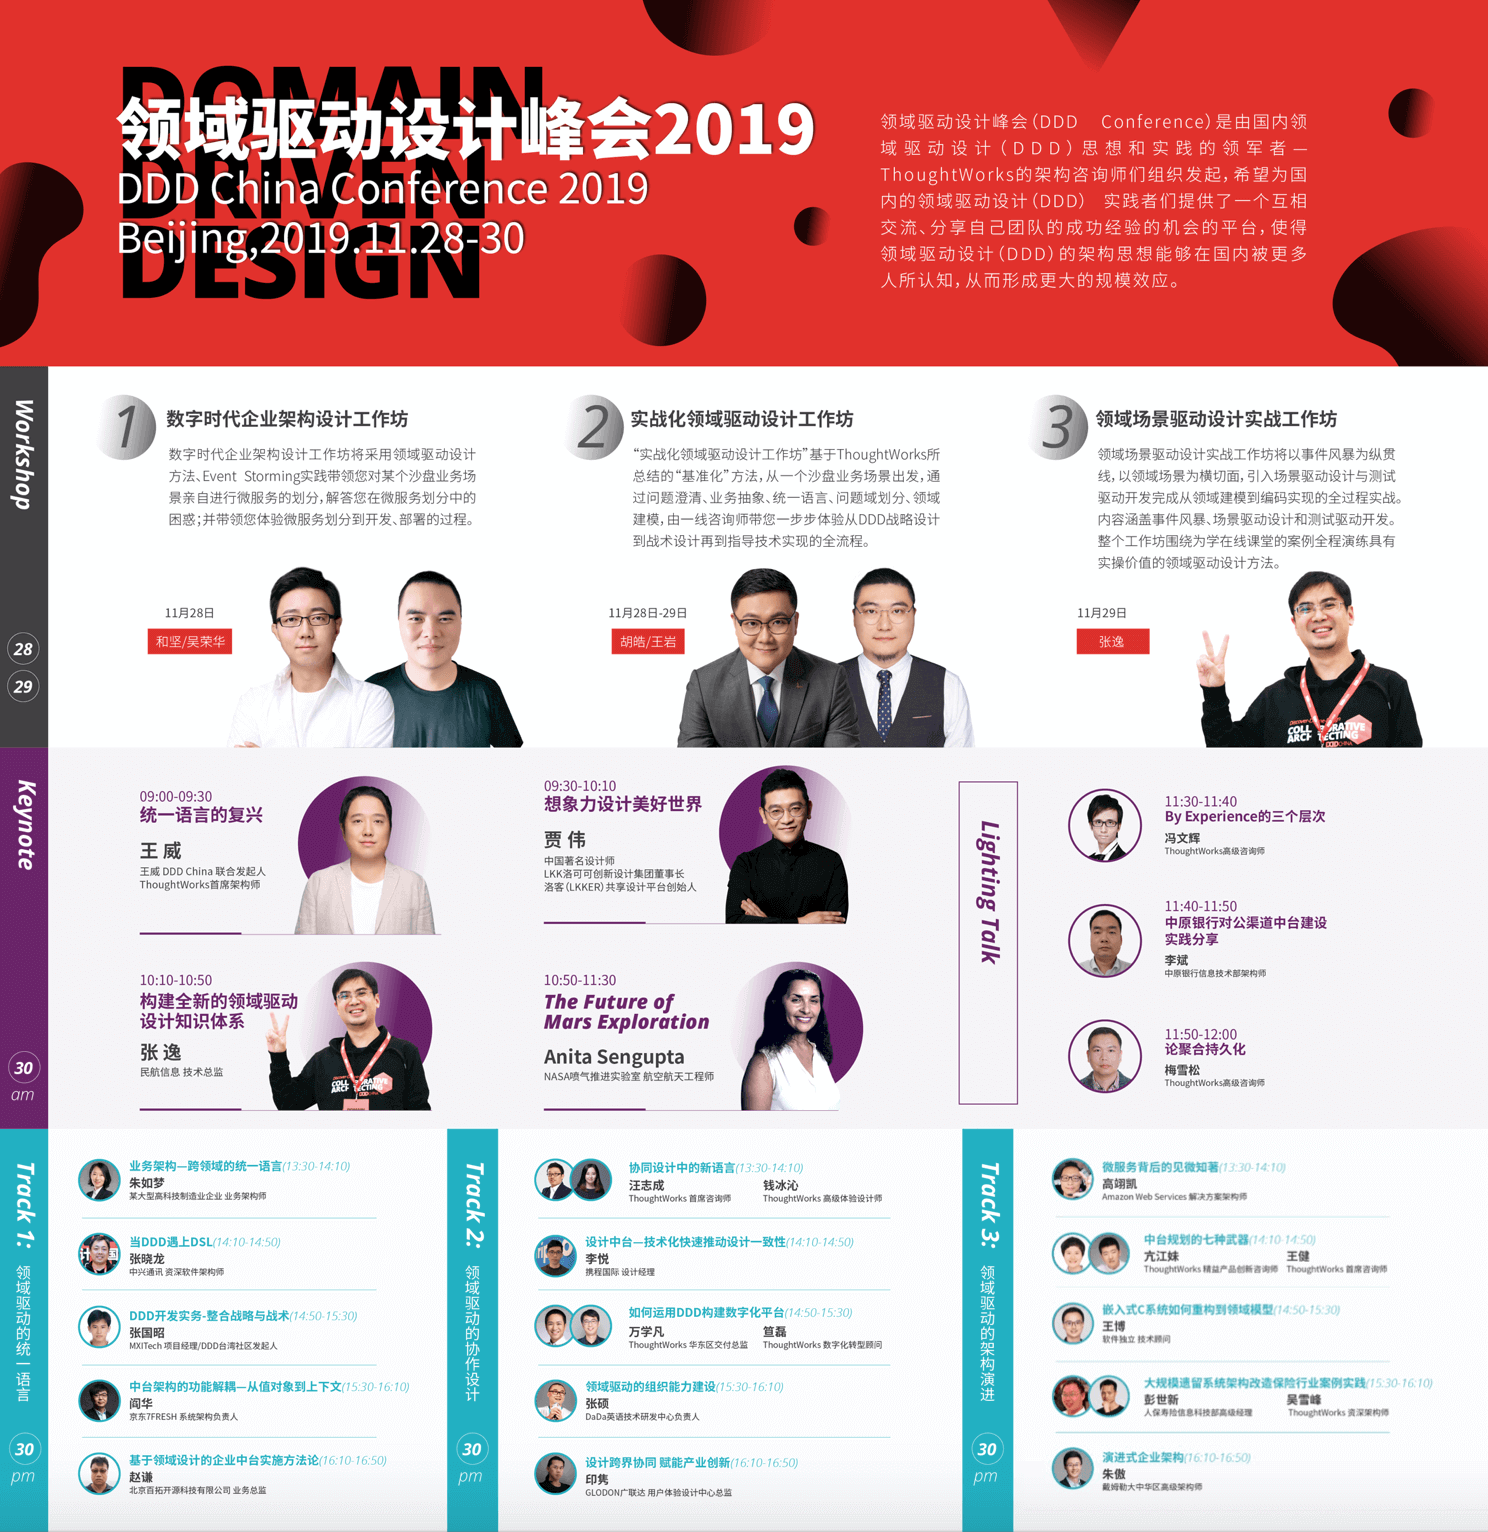 DOMAIN
DRIVEN
DESIGN
领域驱动设计峰会2019
DDD China Conference 2019
Beijing,2019.11.28-30
领域驱动设计峰会（DDD Conference）是由国内领
域驱动设计（DDD）思想和实践的领军者—
ThoughtWorks的架构咨询师们组织发起，希望为国
内的领域驱动设计（DDD） 实践者们提供了一个互相
交流、分享自己团队的成功经验的机会的平台，使得
领域驱动设计（DDD）的架构思想能够在国内被更多
人所认知，从而形成更大的规模效应。
Workshop
28
29
1
数字时代企业架构设计工作坊
数字时代企业架构设计工作坊将采用领域驱动设计
方法、Event Storming实践带领您对某个沙盘业务场
景亲自进行微服务的划分，解答您在微服务划分中的
困惑；并带领您体验微服务划分到开发、部署的过程。
11月28日
和坚/吴荣华
2
实战化领域驱动设计工作坊
“实战化领域驱动设计工作坊”基于ThoughtWorks所
总结的“基准化”方法，从一个沙盘业务场景出发，通
过问题澄清、业务抽象、统一语言、问题域划分、领域
建模，由一线咨询师带您一步步体验从DDD战略设计
到战术设计再到指导技术实现的全流程。
11月28日-29日
胡皓/王岩
3
领域场景驱动设计实战工作坊
领域场景驱动设计实战工作坊将以事件风暴为纵贯
线，以领域场景为横切面，引入场景驱动设计与测试
驱动开发完成从领域建模到编码实现的全过程实战。
内容涵盖事件风暴、场景驱动设计和测试驱动开发。
整个工作坊围绕为学在线课堂的案例全程演练具有
实操价值的领域驱动设计方法。
11月29日
张逸
Keynote
30
am
09:00-09:30
统一语言的复兴
王 威
王威 DDD China 联合发起人
ThoughtWorks首席架构师
09:30-10:10
想象力设计美好世界
贾 伟
中国著名设计师
LKK洛可可创新设计集团董事长
洛客（LKKER）共享设计平台创始人
10:10-10:50
构建全新的领域驱动
设计知识体系
张 逸
民航信息 技术总监
10:50-11:30
The Future of
Mars Exploration
Anita Sengupta
NASA喷气推进实验室 航空航天工程师
Lighting Talk
11:30-11:40
By Experience的三个层次
冯文辉
ThoughtWorks高级咨询师
11:40-11:50
中原银行对公渠道中台建设
实践分享
李斌
中原银行信息技术部架构师
11:50-12:00
论聚合持久化
梅雪松
ThoughtWorks高级咨询师
Track 1: 领域驱动的统一语言
30
pm
业务架构—跨领域的统一语言(13:30-14:10)
朱如梦
某大型高科技制造业企业 业务架构师
当DDD遇上DSL(14:10-14:50)
张晓龙
中兴通讯 资深软件架构师
DDD开发实务-整合战略与战术(14:50-15:30)
张国昭
MXITech 项目经理/DDD台湾社区发起人
中台架构的功能解耦—从值对象到上下文(15:30-16:10)
阎华
京东7FRESH 系统架构负责人
基于领域设计的企业中台实施方法论(16:10-16:50)
赵谦
北京百拓开源科技有限公司 业务总监
Track 2: 领域驱动的协作设计
30
pm
协同设计中的新语言(13:30-14:10)
汪志成 钱冰沁
ThoughtWorks 首席咨询师 ThoughtWorks 高级体验设计师
设计中台—技术化快速推动设计一致性(14:10-14:50)
李悦
携程国际 设计经理
如何运用DDD构建数字化平台(14:50-15:30)
万学凡 笪磊
ThoughtWorks 华东区交付总监 ThoughtWorks 数字化转型顾问
领域驱动的组织能力建设(15:30-16:10)
张硕
DaDa英语技术研发中心负责人
设计跨界协同 赋能产业创新(16:10-16:50)
印隽
GLODON广联达 用户体验设计中心总监
Track 3: 领域驱动的架构演进
30
pm
微服务背后的见微知著(13:30-14:10)
高翊凯
Amazon Web Services 解决方案架构师
中台规划的七种武器(14:10-14:50)
亢江妹 王健
ThoughtWorks 精益产品创新咨询师 ThoughtWorks 首席咨询师
嵌入式C系统如何重构到领域模型(14:50-15:30)
王博
软件独立 技术顾问
大规模遗留系统架构改造保险行业案例实践(15:30-16:10)
彭世新 吴雪峰
人保寿险信息科技部高级经理 ThoughtWorks 资深架构师
演进式企业架构(16:10-16:50)
朱傲
戴姆勒大中华区高级架构师